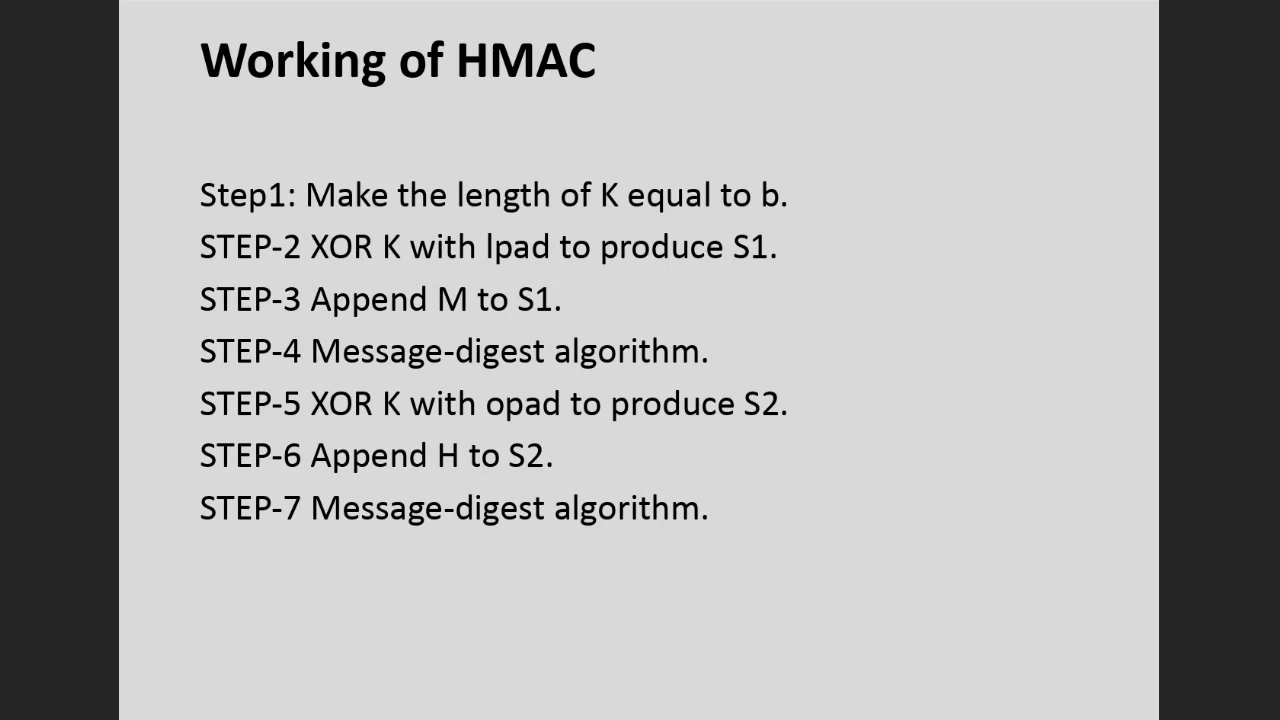 Working of HMAC
Step1: Make the length of K equal to b.
STEP-2 XOR K with lpad to produce S1.
STEP-3 Append M to S1.
STEP-4 Message-digest algorithm.
STEP-5 XOR K with opad to produce S2.
STEP-6 Append H to S2.
STEP-7 Message-digest algorithm.